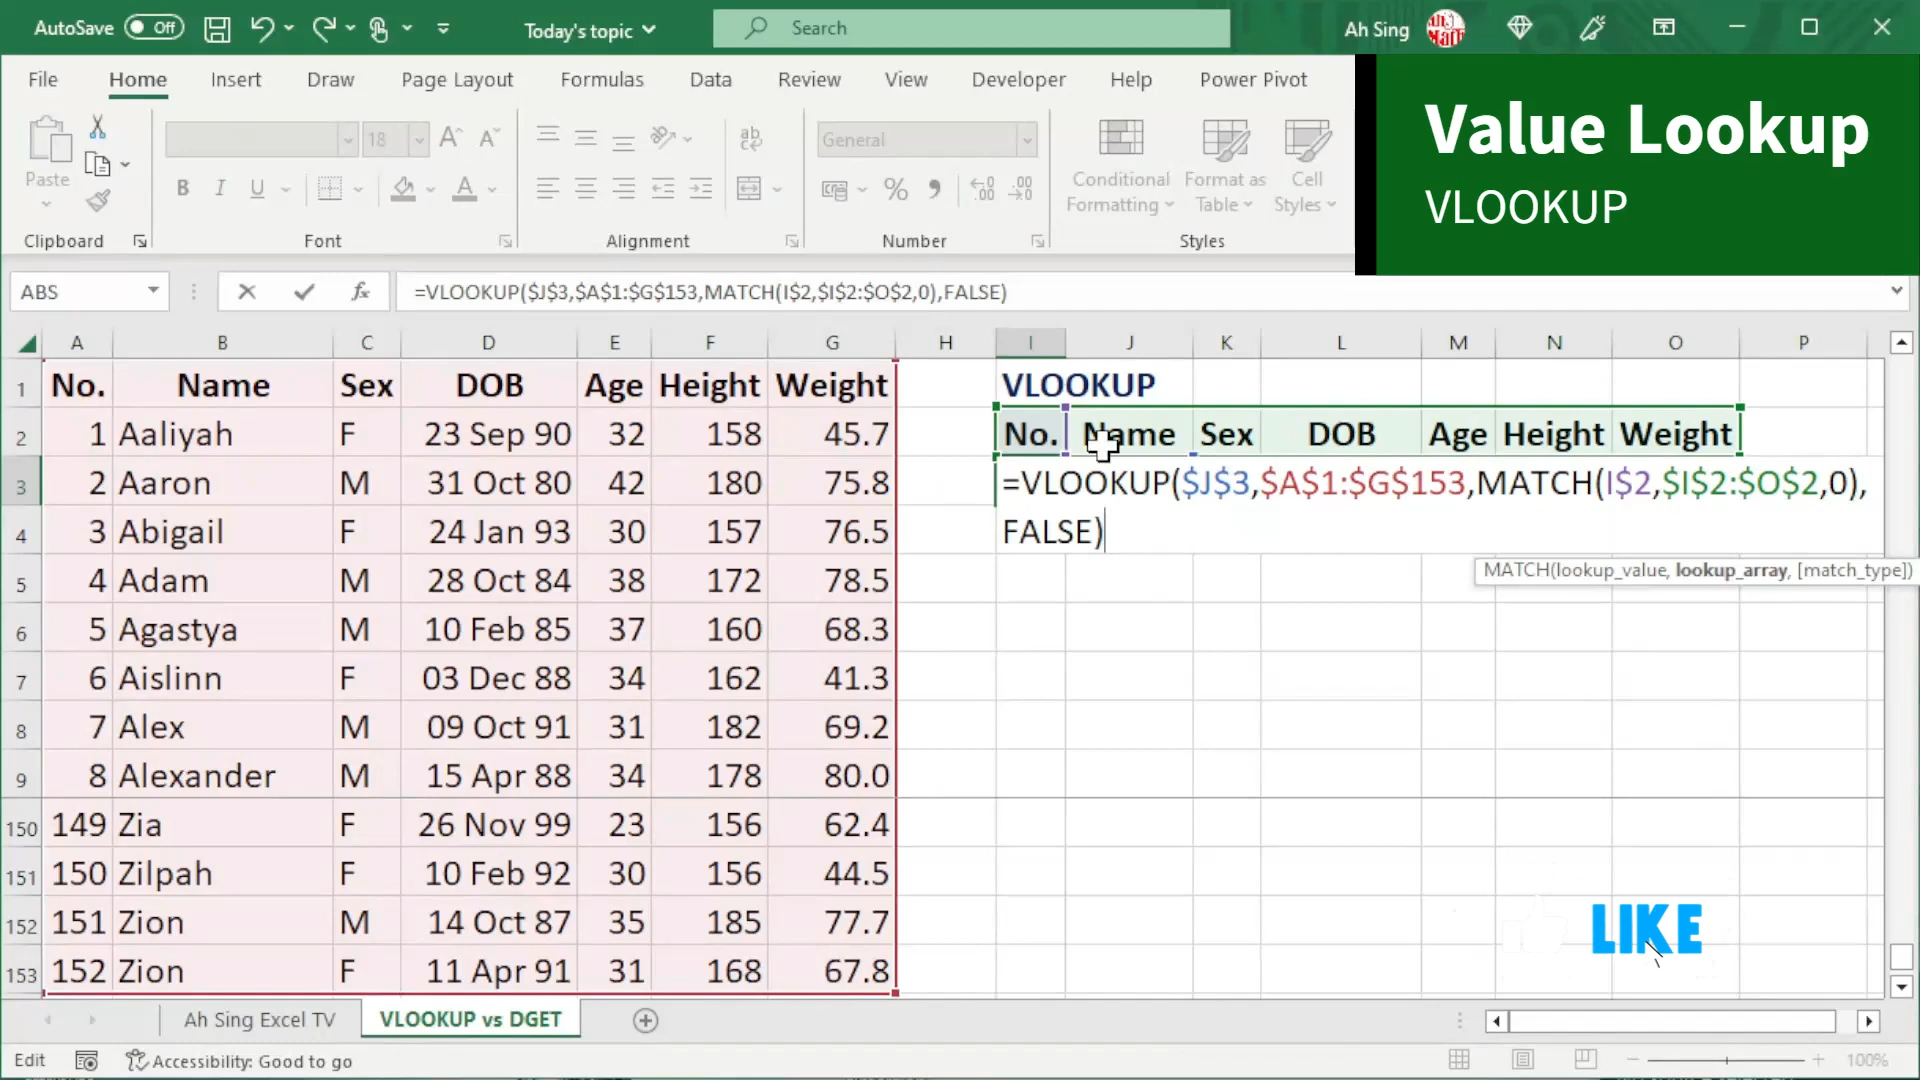 AutoSave Off Today's topic Search Ah Sing
File Home Insert Draw Page Layout Formulas Data Review View Developer Help Power Pivot
Value Lookup
VLOOKUP
Paste
18
General
Conditional Formatting
Format as Table
Cell Styles
Clipboard Font Alignment Number Styles
ABS
=VLOOKUP($J$3,$A$1:$G$153,MATCH(I$2,$I$2:$O$2,0),FALSE)
A B C D E F G H I J K L M N O P
1 No. Name Sex DOB Age Height Weight VLOOKUP
2 1 Aaliyah F 23 Sep 90 32 158 45.7 No. Name Sex DOB Age Height Weight
3 2 Aaron M 31 Oct 80 42 180 75.8 =VLOOKUP($J$3,$A$1:$G$153,MATCH(I$2,$I$2:$O$2,0),
4 3 Abigail F 24 Jan 93 30 157 76.5 FALSE)
MATCH(lookup_value, lookup_array, [match_type])
5 4 Adam M 28 Oct 84 38 172 78.5
6 5 Agastya M 10 Feb 85 37 160 68.3
7 6 Aislinn F 03 Dec 88 34 162 41.3
8 7 Alex M 09 Oct 91 31 182 69.2
9 8 Alexander M 15 Apr 88 34 178 80.0
150 149 Zia F 26 Nov 99 23 156 62.4
151 150 Zilpah F 10 Feb 92 30 156 44.5
152 151 Zion M 14 Oct 87 35 185 77.7
153 152 Zion F 11 Apr 91 31 168 67.8
LIKE
Ah Sing Excel TV VLOOKUP vs DGET
Edit Accessibility: Good to go 100%